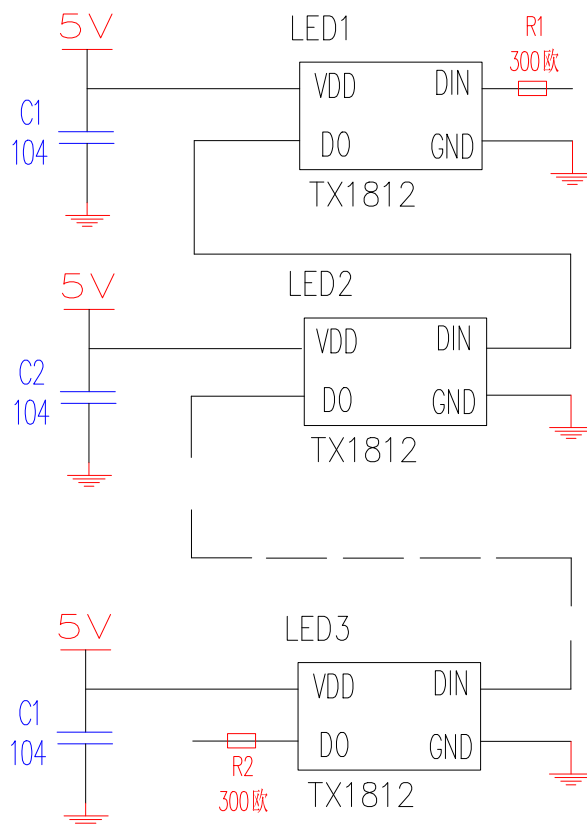 5V
LED1
R1
300欧
VDD
DIN
C1
104
DO
GND
TX1812
5V
LED2
VDD
DIN
C2
104
DO
GND
TX1812
5V
LED3
VDD
DIN
C1
104
DO
GND
R2
300欧
TX1812